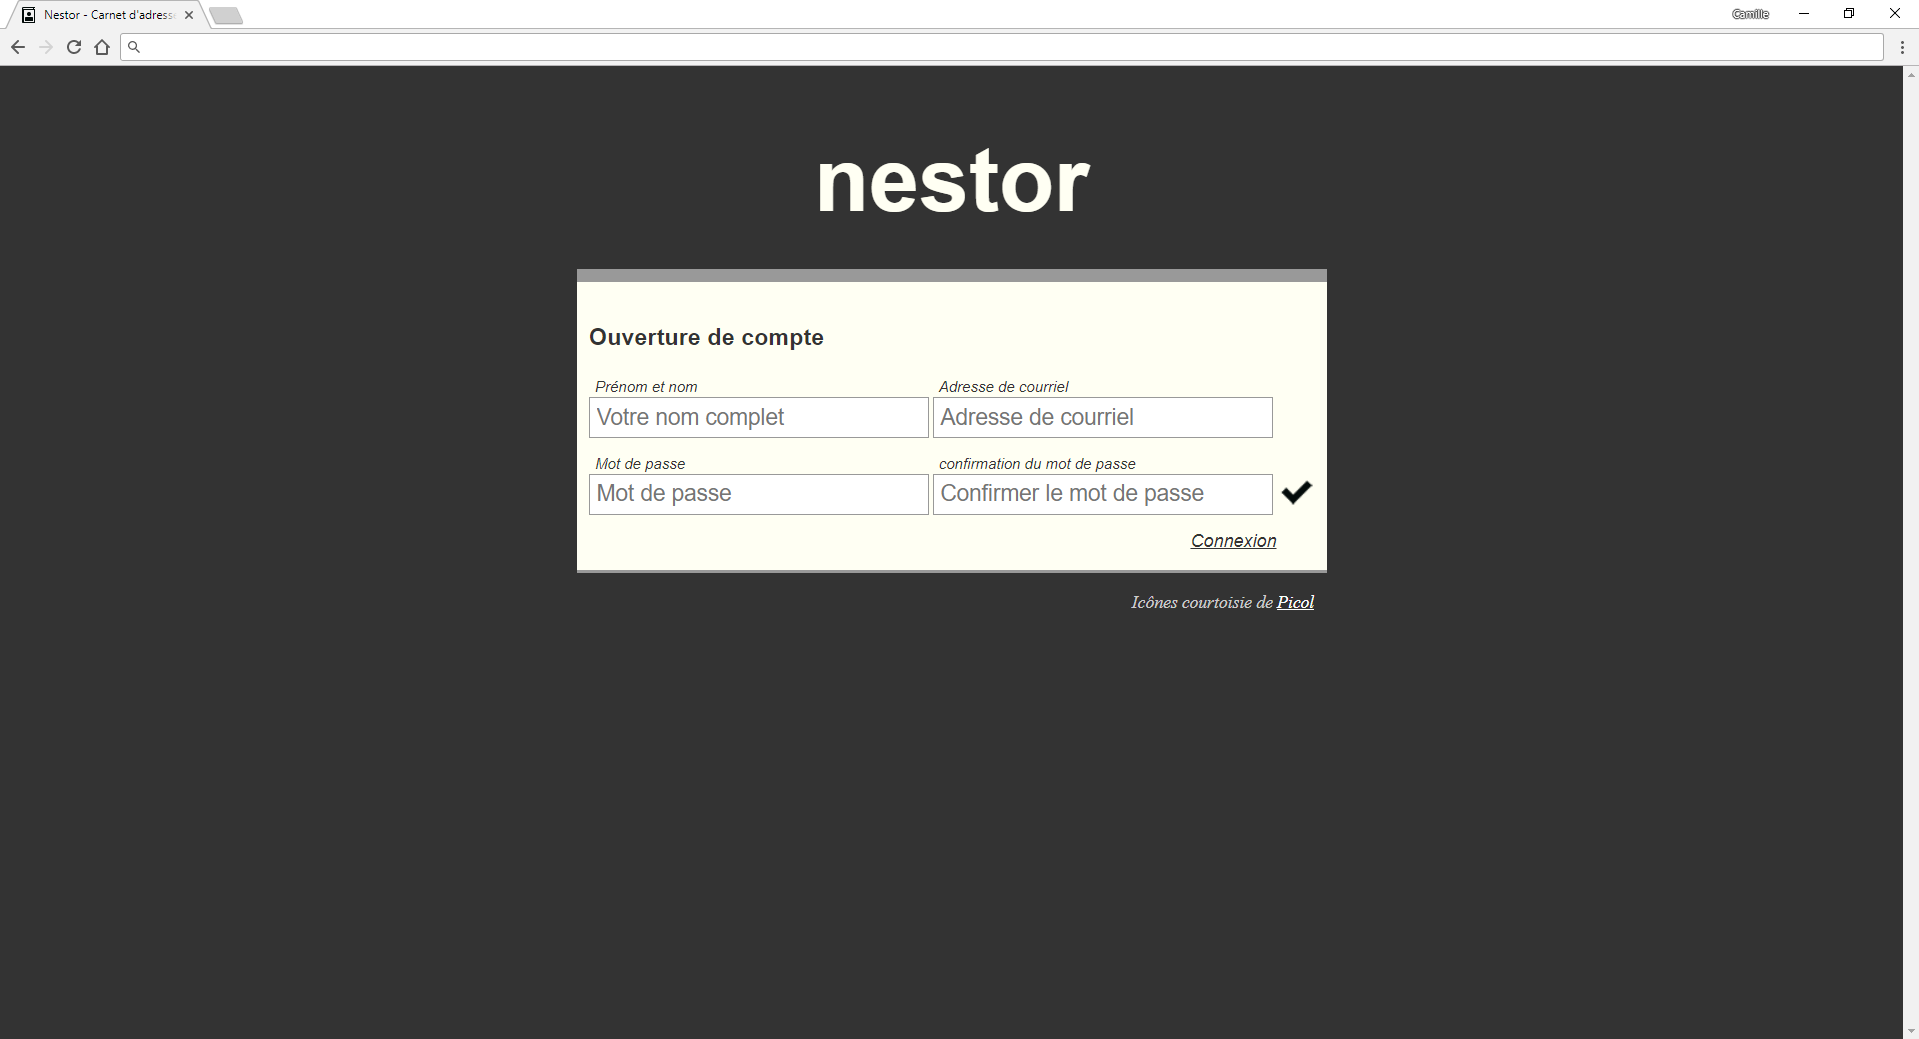 Nestor - Carnet d'adress
Camille
nestor
Ouverture de compte
Prénom et nom
Adresse de courriel
Votre nom complet
Adresse de courriel
Mot de passe
confirmation du mot de passe
Mot de passe
Confirmer le mot de passe
Connexion
Icônes courtoisie de Picol